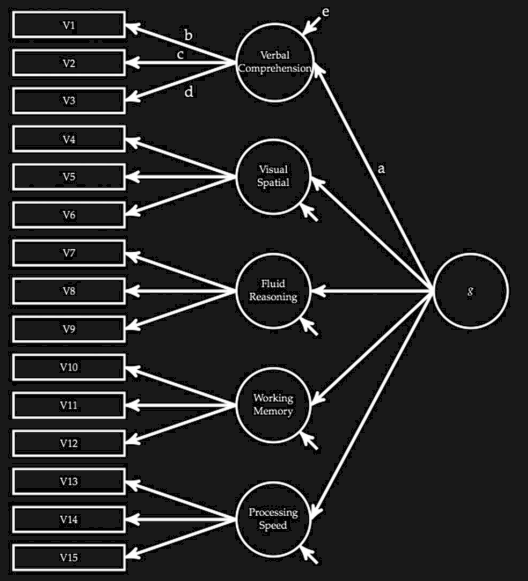 V1
b
e
Verbal
Comprehension
V2
c
V3
d
V4
V5
Visual
Spatial
a
V6
V7
V8
Fluid
Reasoning
g
V9
V10
V11
Working
Memory
V12
V13
V14
Processing
Speed
V15